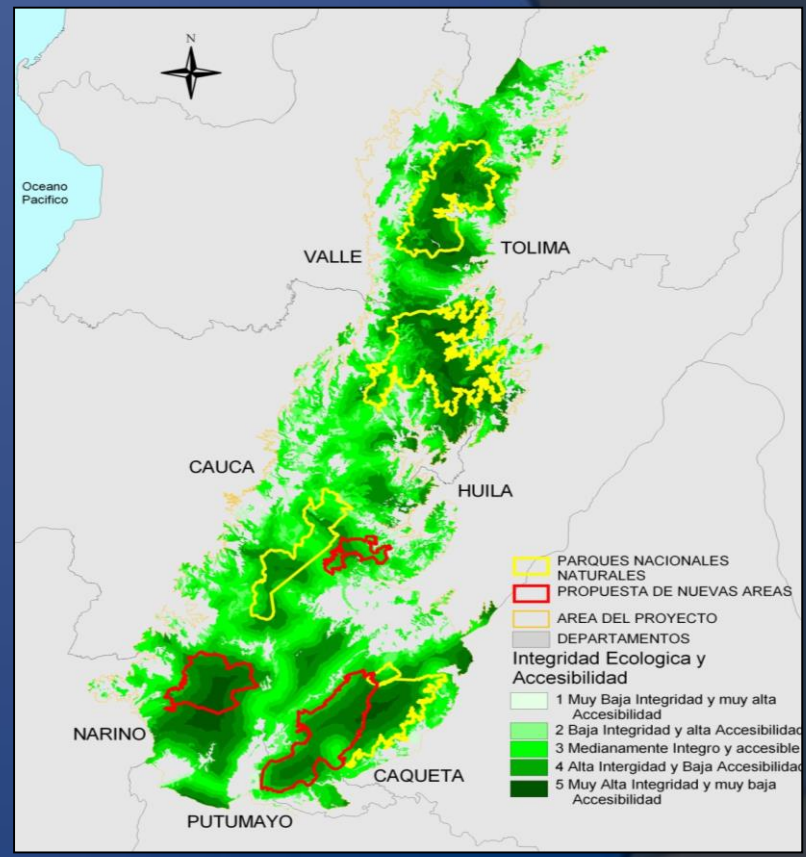 N
Oceano
Pacifico
VALLE
TOLIMA
CAUCA
HUILA
NARINO
CAQUETA
PUTUMAYO
PARQUES NACIONALES
NATURALES
PROPUESTA DE NUEVAS AREAS
AREA DEL PROYECTO
DEPARTAMENTOS
Integridad Ecologica y
Accesibilidad
1 Muy Baja Integridad y muy alta
Accesibilidad
2 Baja Integridad y alta Accesibilidad
3 Medianamente Integro y accesible
4 Alta Intergidad y Baja Accesibilidad
5 Muy Alta Integridad y muy baja
Accesibilidad